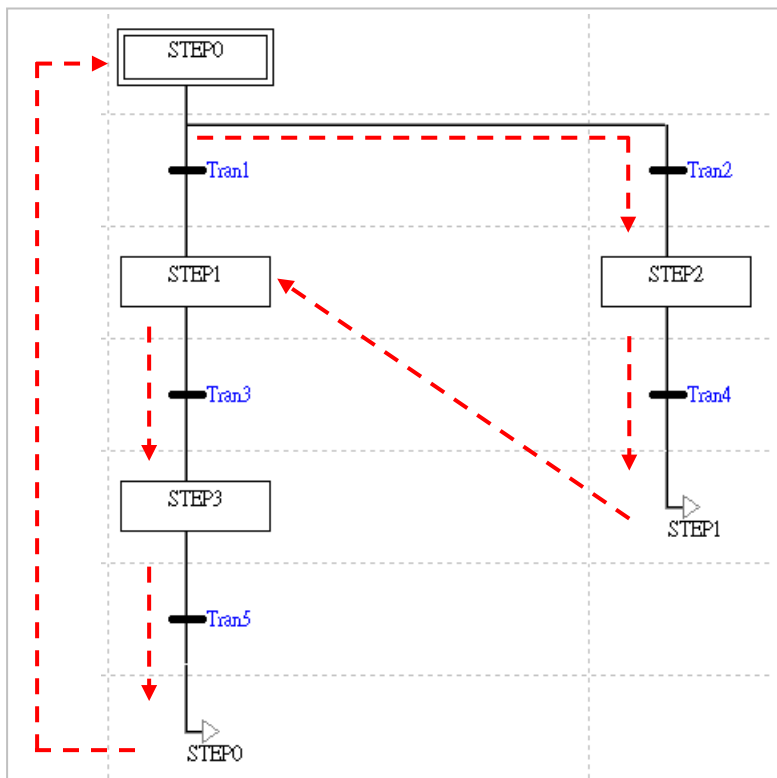 STEP0
Tran1
Tran2
STEP1
STEP2
Tran3
Tran4
STEP3
STEP1
Tran5
STEP0